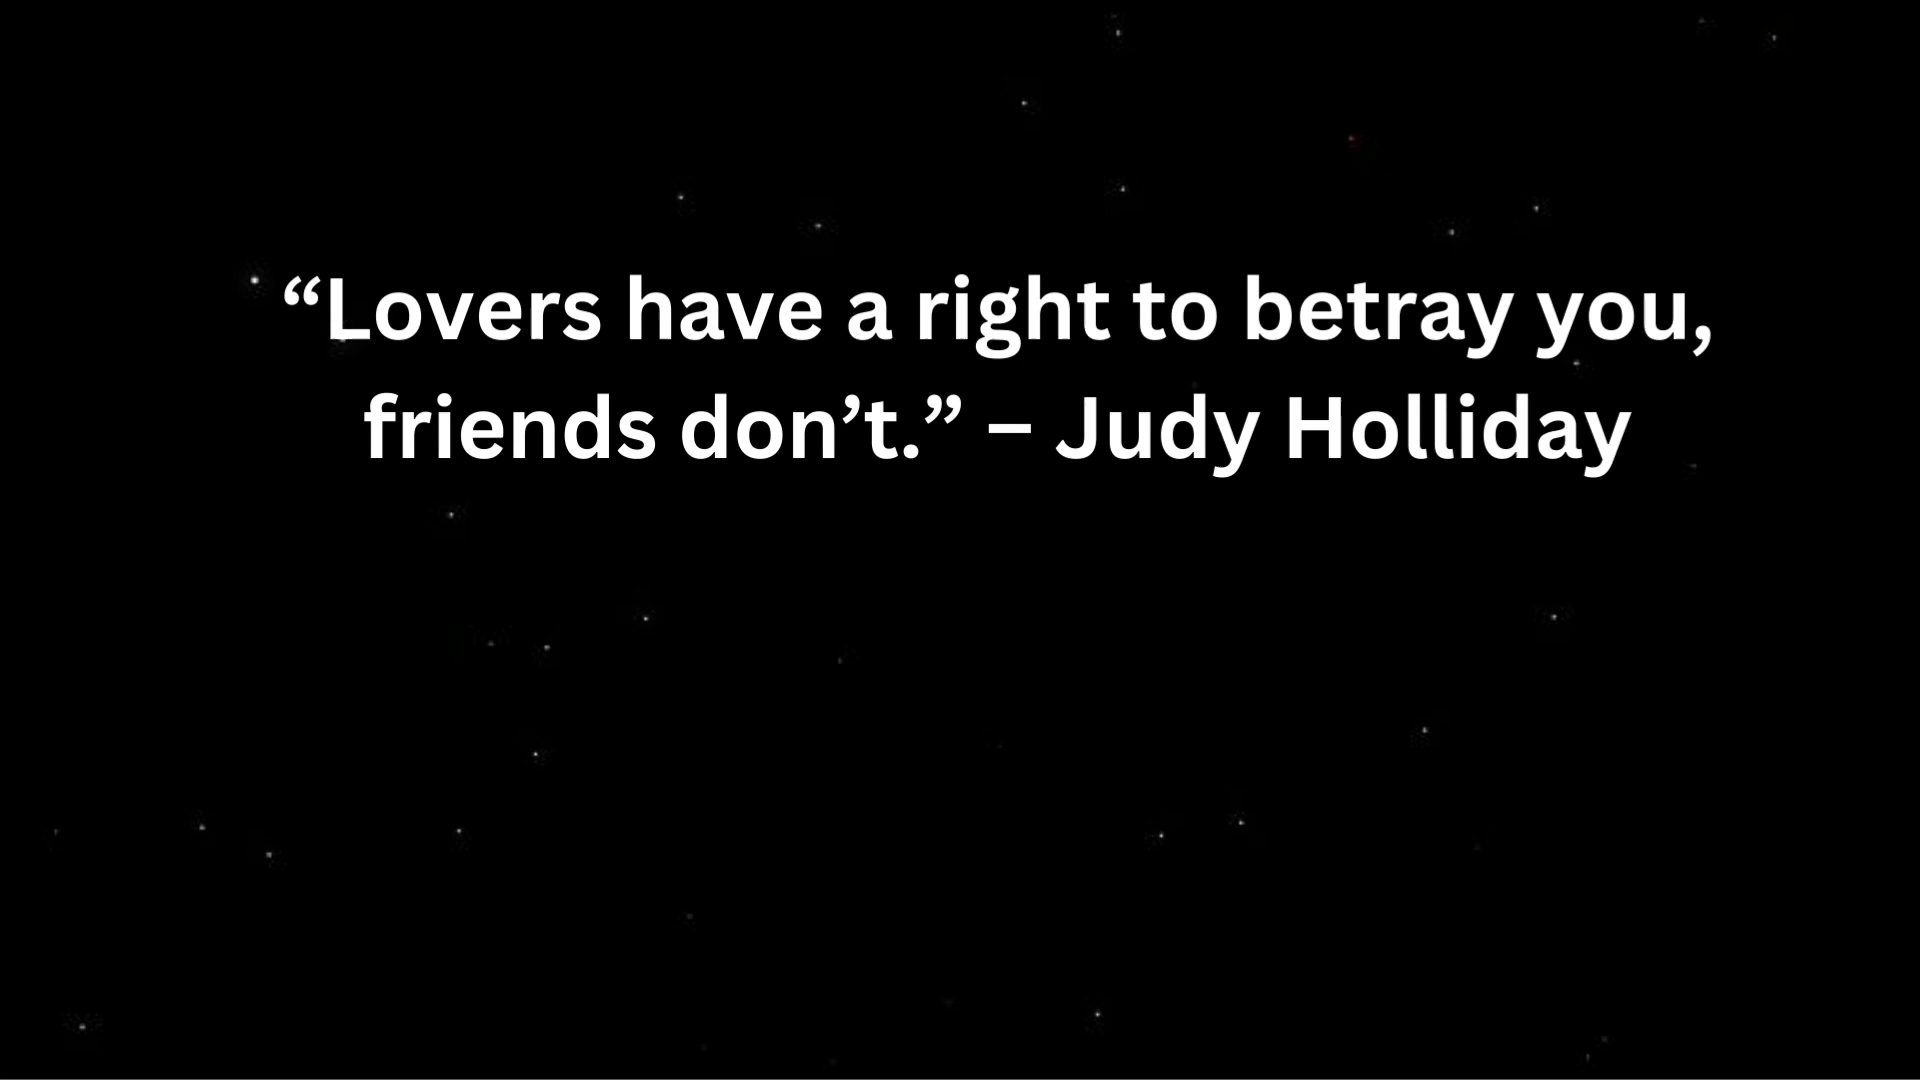 “Lovers have a right to betray you,
friends don’t.” – Judy Holliday